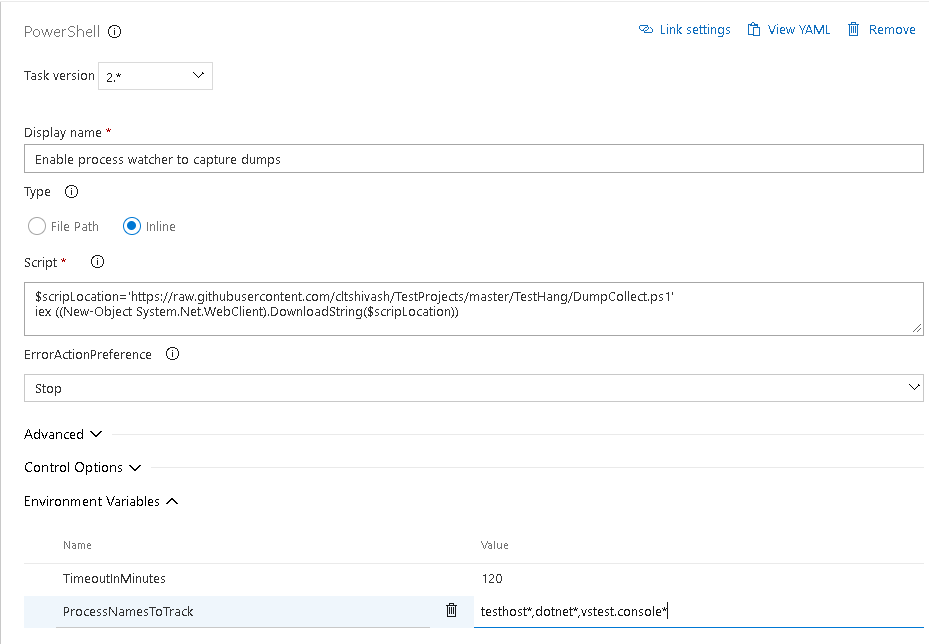 PowerShell
Link settings View YAML Remove
Task version 2.*
Display name *
Enable process watcher to capture dumps
Type
File Path Inline
Script *
$scripLocation='https://raw.githubusercontent.com/cltshivash/TestProjects/master/TestHang/DumpCollect.ps1'
iex ((New-Object System.Net.WebClient).DownloadString($scripLocation))
ErrorActionPreference
Stop
Advanced
Control Options
Environment Variables
Name Value
TimeoutInMinutes 120
ProcessNamesToTrack testhost*,dotnet*,vstest.console*